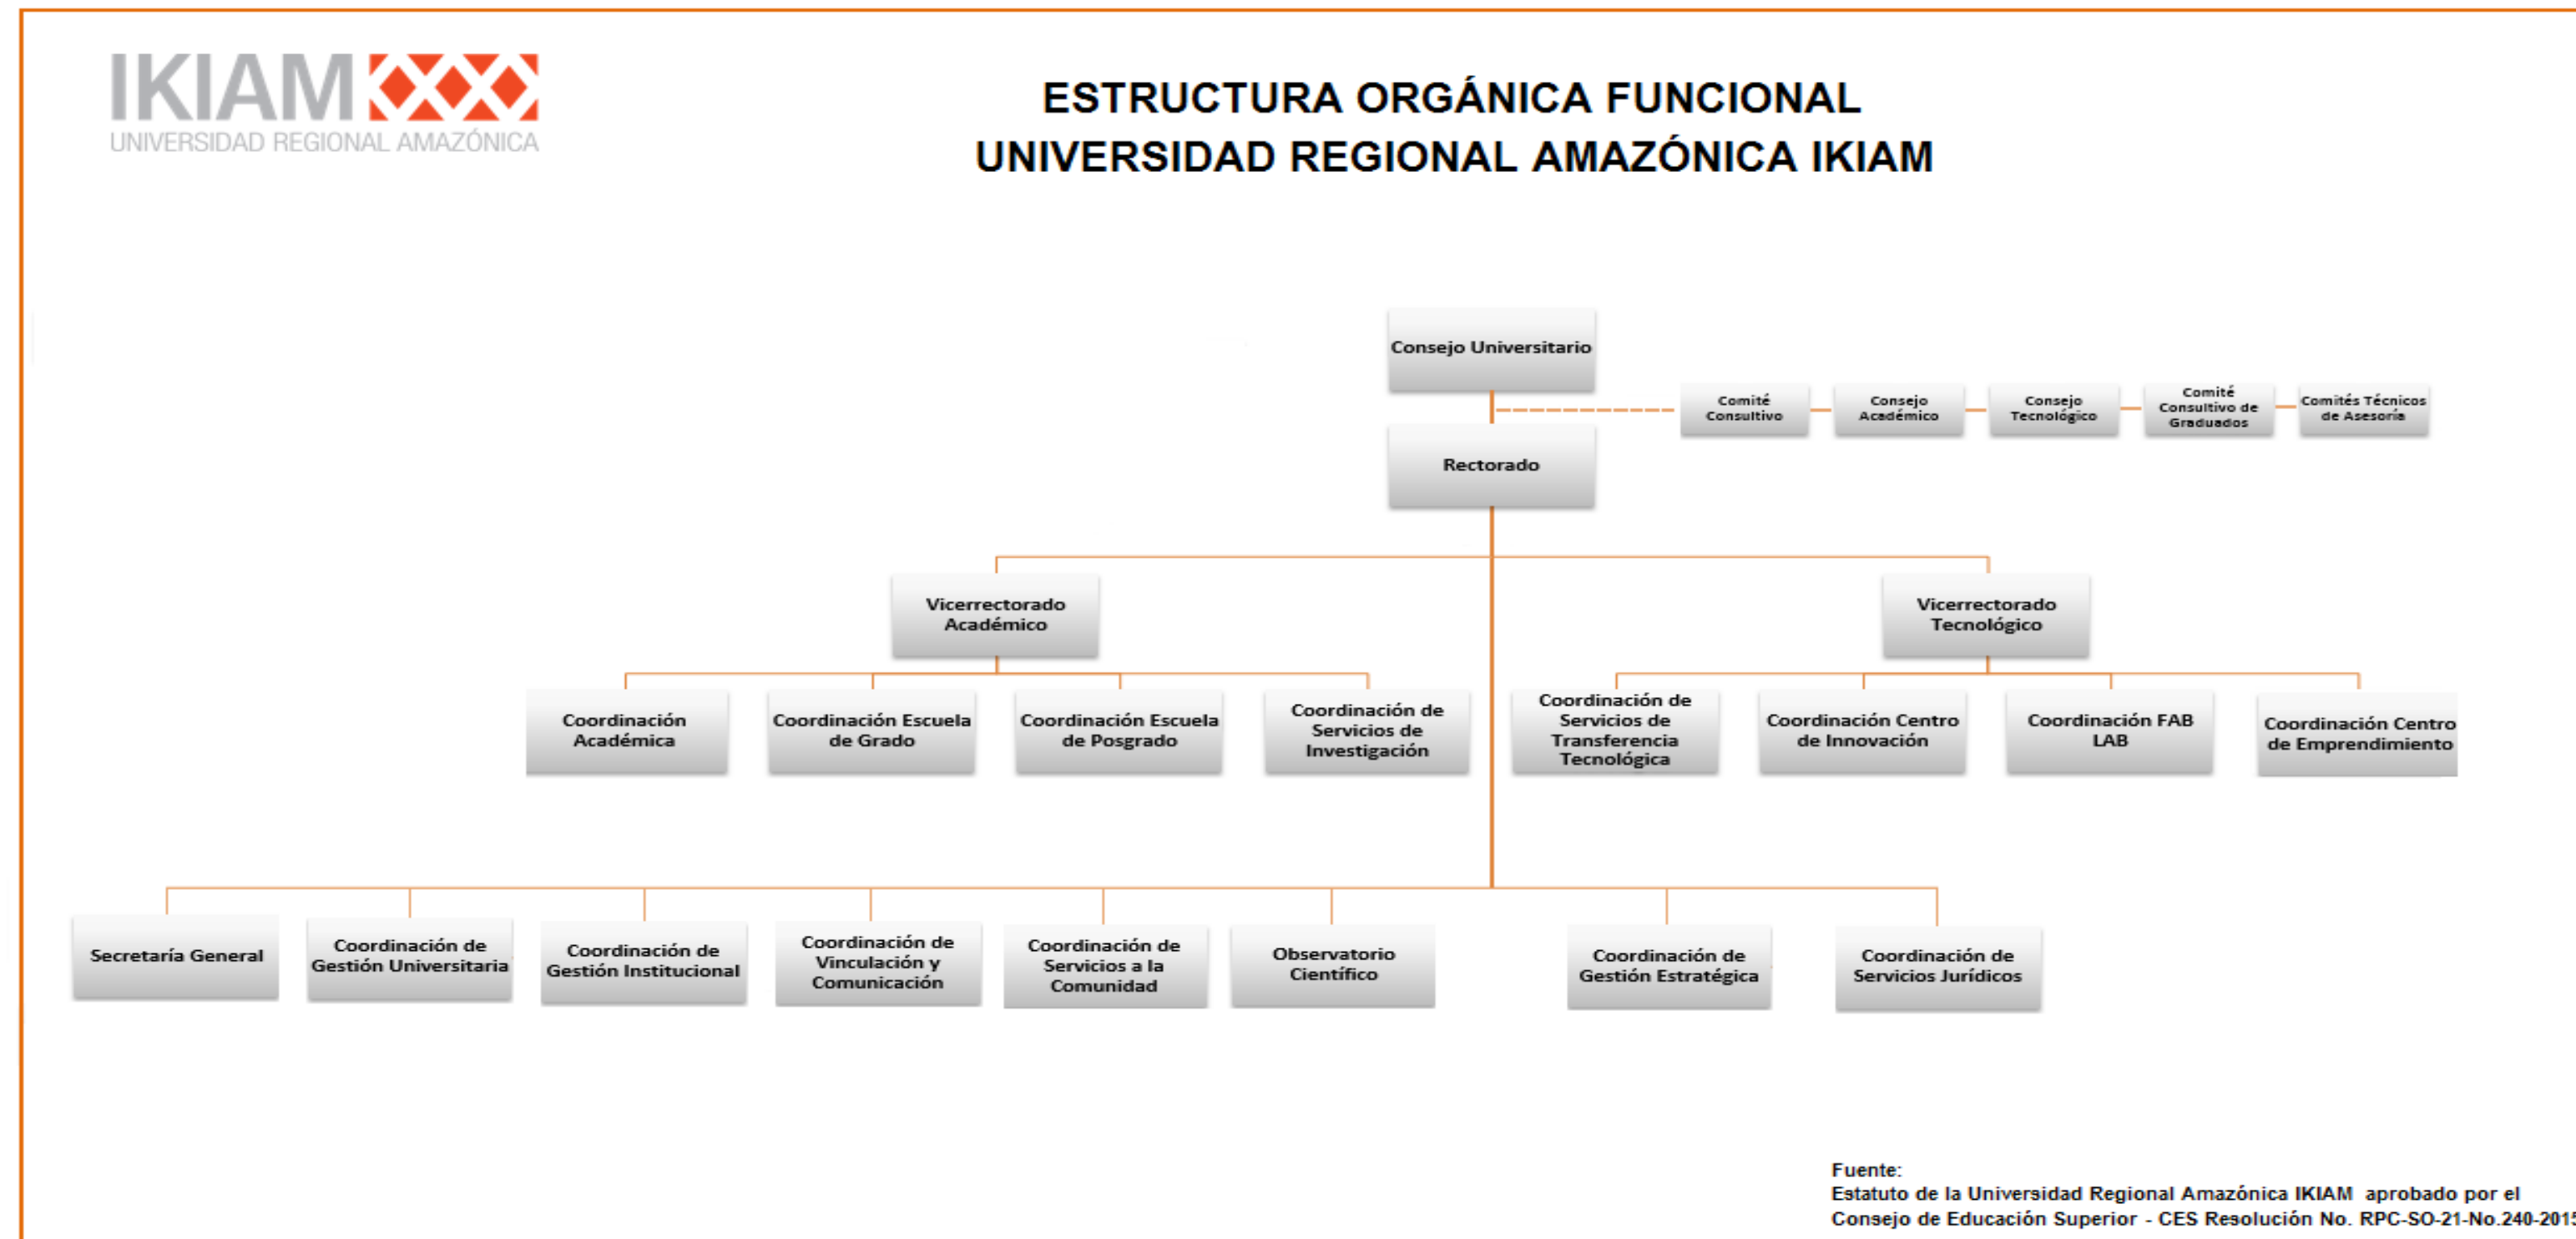 IKIAM
UNIVERSIDAD REGIONAL AMAZÓNICA
ESTRUCTURA ORGÁNICA FUNCIONAL
UNIVERSIDAD REGIONAL AMAZÓNICA IKIAM
Consejo Universitario
Comité
Consultivo
Consejo
Académico
Consejo
Tecnológico
Comité
Consultivo de
Graduados
Comités Técnicos
de Asesoría
Rectorado
Vicerrectorado
Académico
Vicerrectorado
Tecnológico
Coordinación
Académica
Coordinación Escuela
de Grado
Coordinación Escuela
de Posgrado
Coordinación de
Servicios de
Investigación
Coordinación de
Servicios de
Transferencia
Tecnológica
Coordinación Centro
de Innovación
Coordinación FAB
LAB
Coordinación Centro
de Emprendimiento
Secretaría General
Coordinación de
Gestión Universitaria
Coordinación de
Gestión Institucional
Coordinación de
Vinculación y
Comunicación
Coordinación de
Servicios a la
Comunidad
Observatorio
Científico
Coordinación de
Gestión Estratégica
Coordinación de
Servicios Jurídicos
Fuente:
Estatuto de la Universidad Regional Amazónica IKIAM aprobado por el
Consejo de Educación Superior - CES Resolución No. RPC-SO-21-No.240-2015